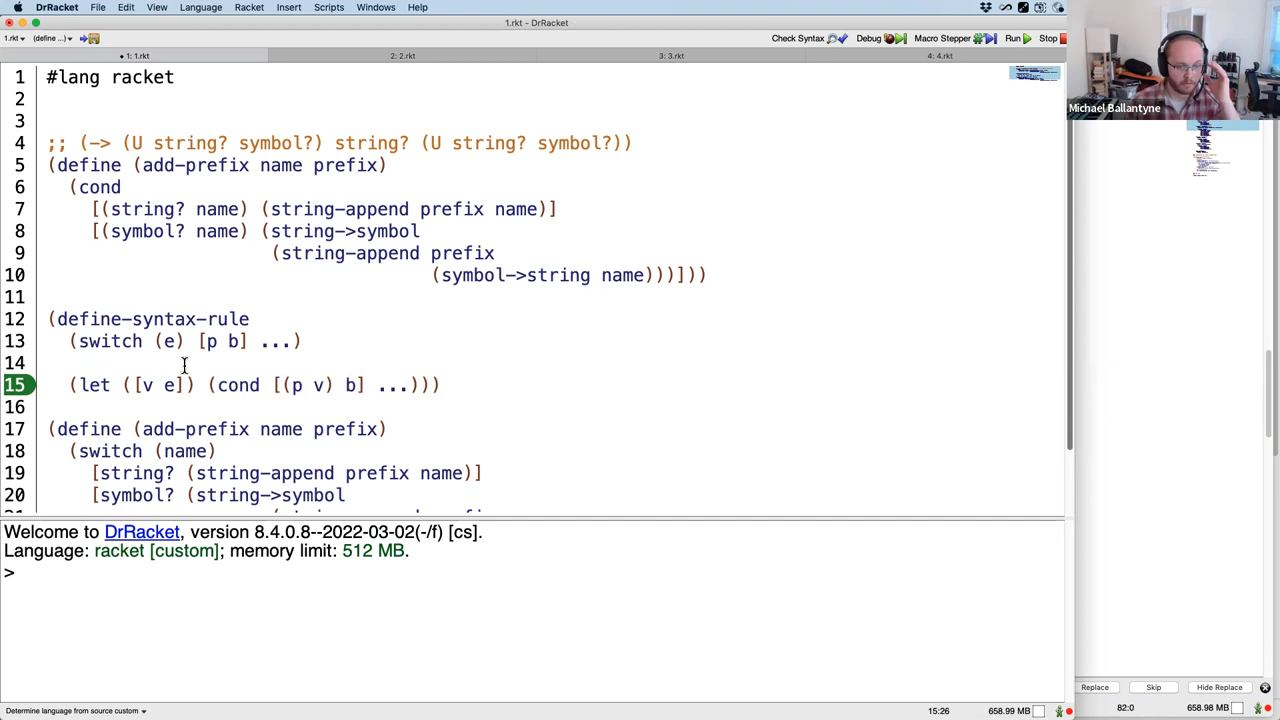 DrRacket File Edit View Language Racket Insert Scripts Windows Help
1.rkt - DrRacket
1.rkt (define ...) Check Syntax Debug Macro Stepper Run Stop
1: 1.rkt 2: 2.rkt 3: 3.rkt 4: 4.rkt
Michael Ballantyne
1 #lang racket
2
3
4 ;; (-> (U string? symbol?) string? (U string? symbol?))
5 (define (add-prefix name prefix)
6 (cond
7 [(string? name) (string-append prefix name)]
8 [(symbol? name) (string->symbol
9 (string-append prefix
10 (symbol->string name)))]))
11
12 (define-syntax-rule
13 (switch (e) [p b] ...)
14
15 (let ([v e]) (cond [(p v) b] ...)))
16
17 (define (add-prefix name prefix)
18 (switch (name)
19 [string? (string-append prefix name)]
20 [symbol? (string->symbol
Welcome to DrRacket, version 8.4.0.8--2022-03-02(-/f) [cs].
Language: racket [custom]; memory limit: 512 MB.
>
Replace Skip Hide Replace
Determine language from source custom 15:26 658.99 MB 82:0 658.98 MB